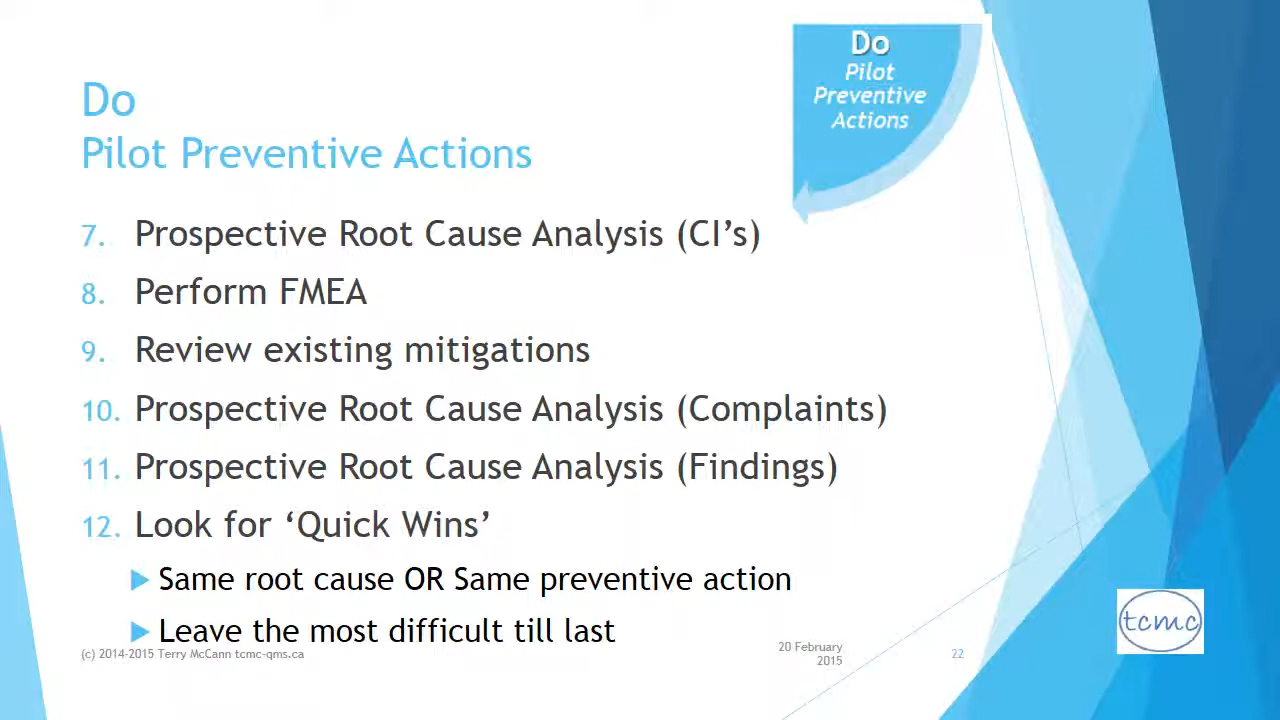 Do
Pilot
Preventive
Actions
Do
Pilot Preventive Actions
7. Prospective Root Cause Analysis (CI’s)
8. Perform FMEA
9. Review existing mitigations
10. Prospective Root Cause Analysis (Complaints)
11. Prospective Root Cause Analysis (Findings)
12. Look for ‘Quick Wins’
Same root cause OR Same preventive action
Leave the most difficult till last
(c) 2014-2015 Terry McCann tcmc-qms.ca
20 February
2015
22
tcmc